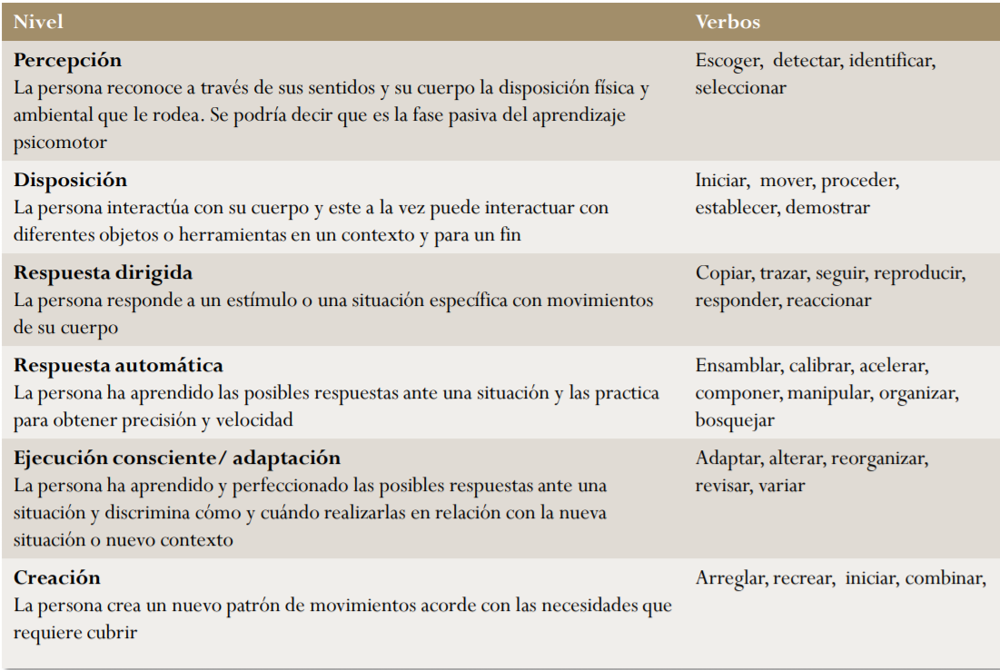 Nivel Verbos
Percepción
La persona reconoce a través de sus sentidos y su cuerpo la disposición física y
ambiental que le rodea. Se podría decir que es la fase pasiva del aprendizaje
psicomotor
Escoger, detectar, identificar,
seleccionar
Disposición
La persona interactúa con su cuerpo y este a la vez puede interactuar con
diferentes objetos o herramientas en un contexto y para un fin
Iniciar, mover, proceder,
establecer, demostrar
Respuesta dirigida
La persona responde a un estímulo o una situación específica con movimientos
de su cuerpo
Copiar, trazar, seguir, reproducir,
responder, reaccionar
Respuesta automática
La persona ha aprendido las posibles respuestas ante una situación y las practica
para obtener precisión y velocidad
Ensamblar, calibrar, acelerar,
componer, manipular, organizar,
bosquejar
Ejecución consciente/ adaptación
La persona ha aprendido y perfeccionado las posibles respuestas ante una
situación y discrimina cómo y cuándo realizarlas en relación con la nueva
situación o nuevo contexto
Adaptar, alterar, reorganizar,
revisar, variar
Creación
La persona crea un nuevo patrón de movimientos acorde con las necesidades que
requiere cubrir
Arreglar, recrear, iniciar, combinar,